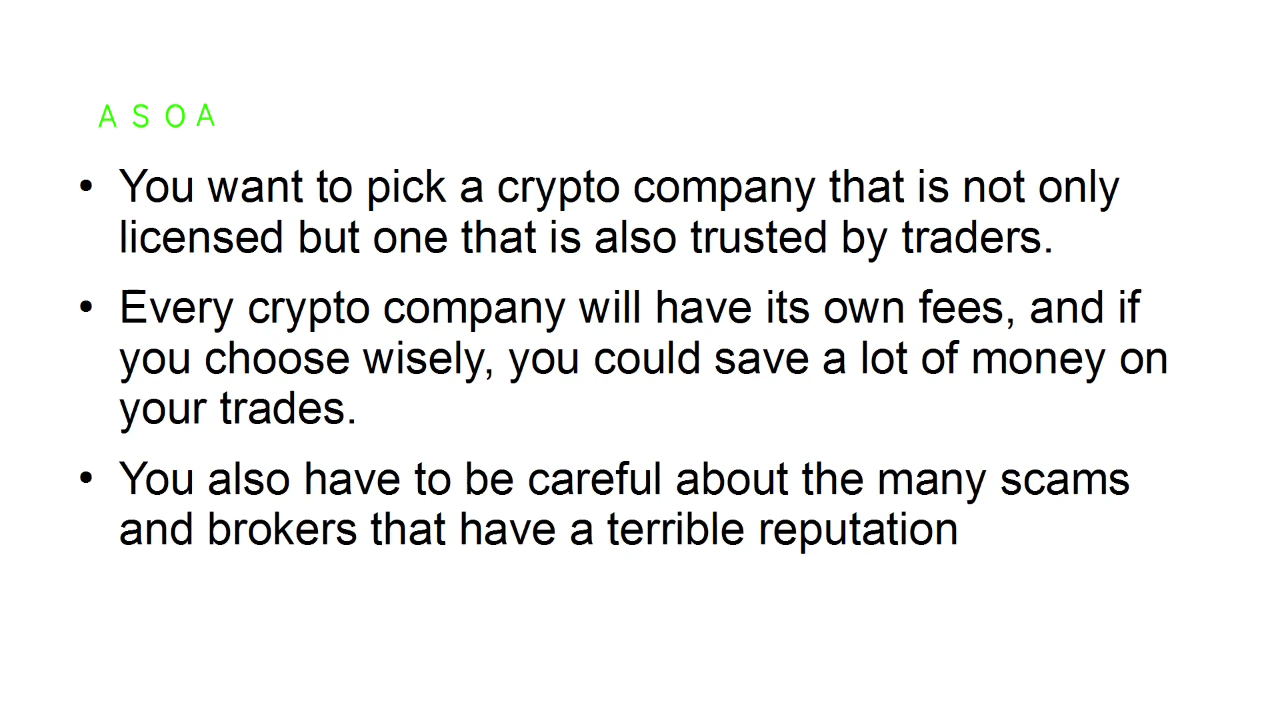 A S O A
• You want to pick a crypto company that is not only
licensed but one that is also trusted by traders.
• Every crypto company will have its own fees, and if
you choose wisely, you could save a lot of money on
your trades.
• You also have to be careful about the many scams
and brokers that have a terrible reputation